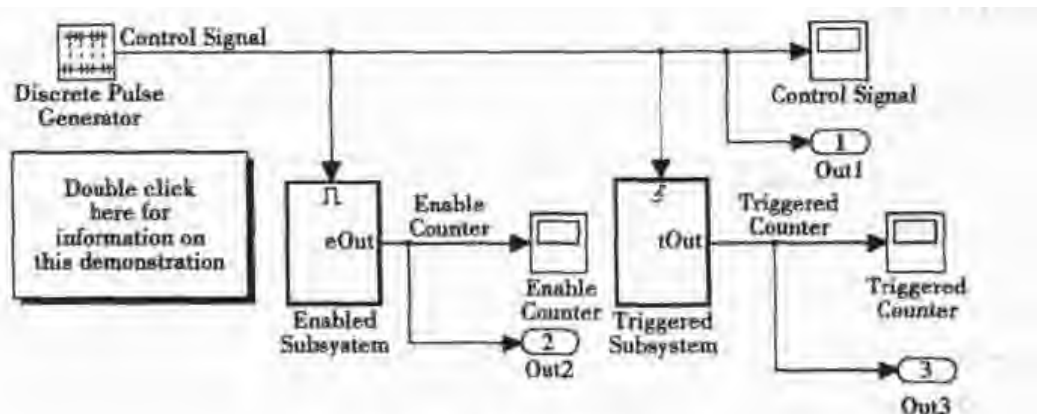 Control Signal
Discrete Pulse
Generator
Control Signal
1
Out1
Double click
here for
information on
this demonstration
eOut
Enable
Counter
Enable
Counter
Enabled
Subsyatem
2
Out2
tOut
Triggered
Counter
Triggered
Subsystem
Triggered
Counter
3
Out3